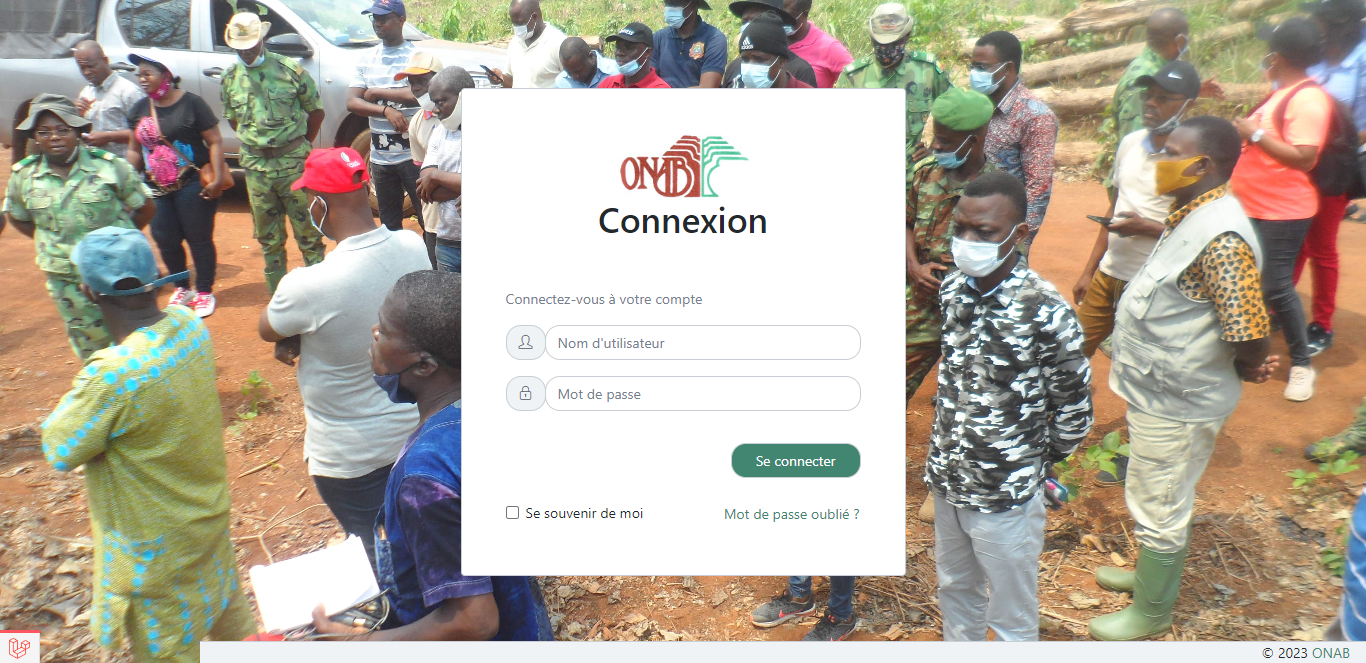 ONAB
Connexion
Connectez-vous à votre compte
Nom d'utilisateur
Mot de passe
Se connecter
Se souvenir de moi
Mot de passe oublié ?
© 2023 ONAB